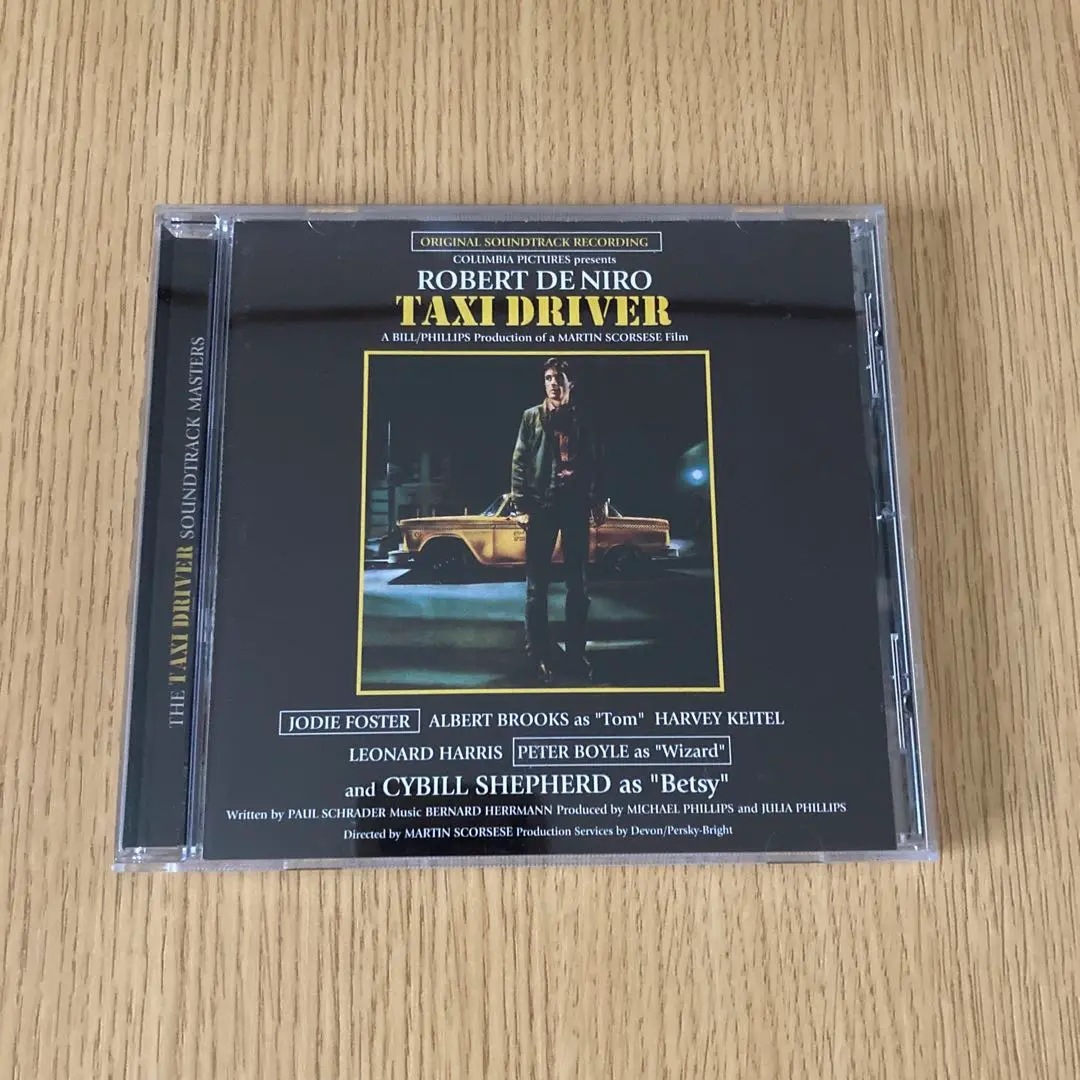 ORIGINAL SOUNDTRACK RECORDING
COLUMBIA PICTURES presents
ROBERT DE NIRO
TAXI DRIVER
A BILL/PHILLIPS Production of a MARTIN SCORSESE Film
JODIE FOSTER ALBERT BROOKS as "Tom" HARVEY KEITEL
LEONARD HARRIS PETER BOYLE as "Wizard"
and CYBILL SHEPHERD as "Betsy"
Written by PAUL SCHRADER Music BERNARD HERRMANN Produced by MICHAEL PHILLIPS and JULIA PHILLIPS
Directed by MARTIN SCORSESE Production Services by Devon/Persky-Bright
THE TAXI DRIVER SOUNDTRACK MASTERS